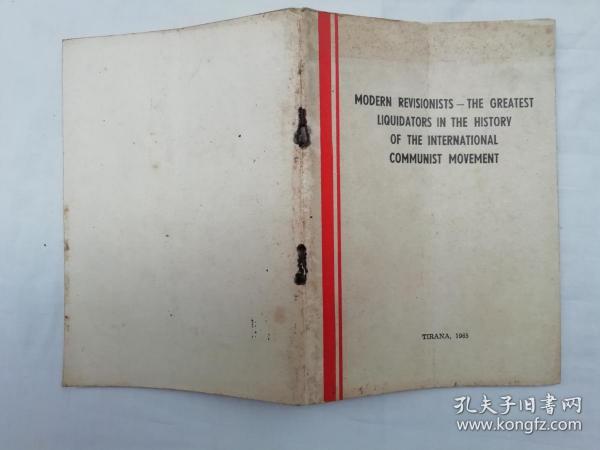 MODERN REVISIONISTS — THE GREATEST
LIQUIDATORS IN THE HISTORY
OF THE INTERNATIONAL
COMMUNIST MOVEMENT
TIRANA, 1965
孔夫子旧书网
www.kongfz.com